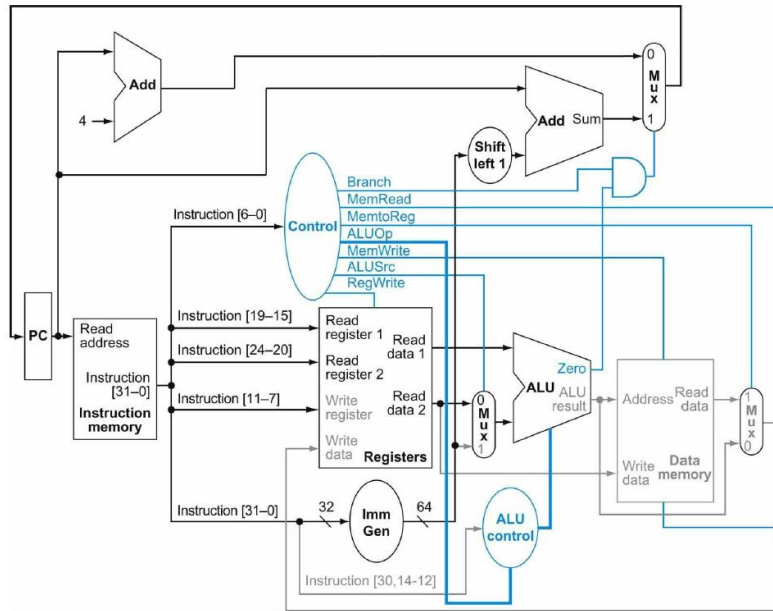 Add
4
0
Mux
1
Add Sum
Shift
left 1
Branch
MemRead
MemtoReg
ALUOp
MemWrite
ALUSrc
RegWrite
Control
Instruction [6–0]
Instruction [19–15]
Instruction [24–20]
Instruction [11–7]
PC
Read
address
Instruction
[31–0]
Instruction
memory
Read
register 1
Read
register 2
Write
register
Write
data
Read
data 1
Read
data 2
Registers
0
Mux
1
Zero
ALU
ALU
result
Address
Read
data
Write
data
Data
memory
1
Mux
0
Instruction [31–0]
32
Imm
Gen
64
ALU
control
Instruction [30,14-12]